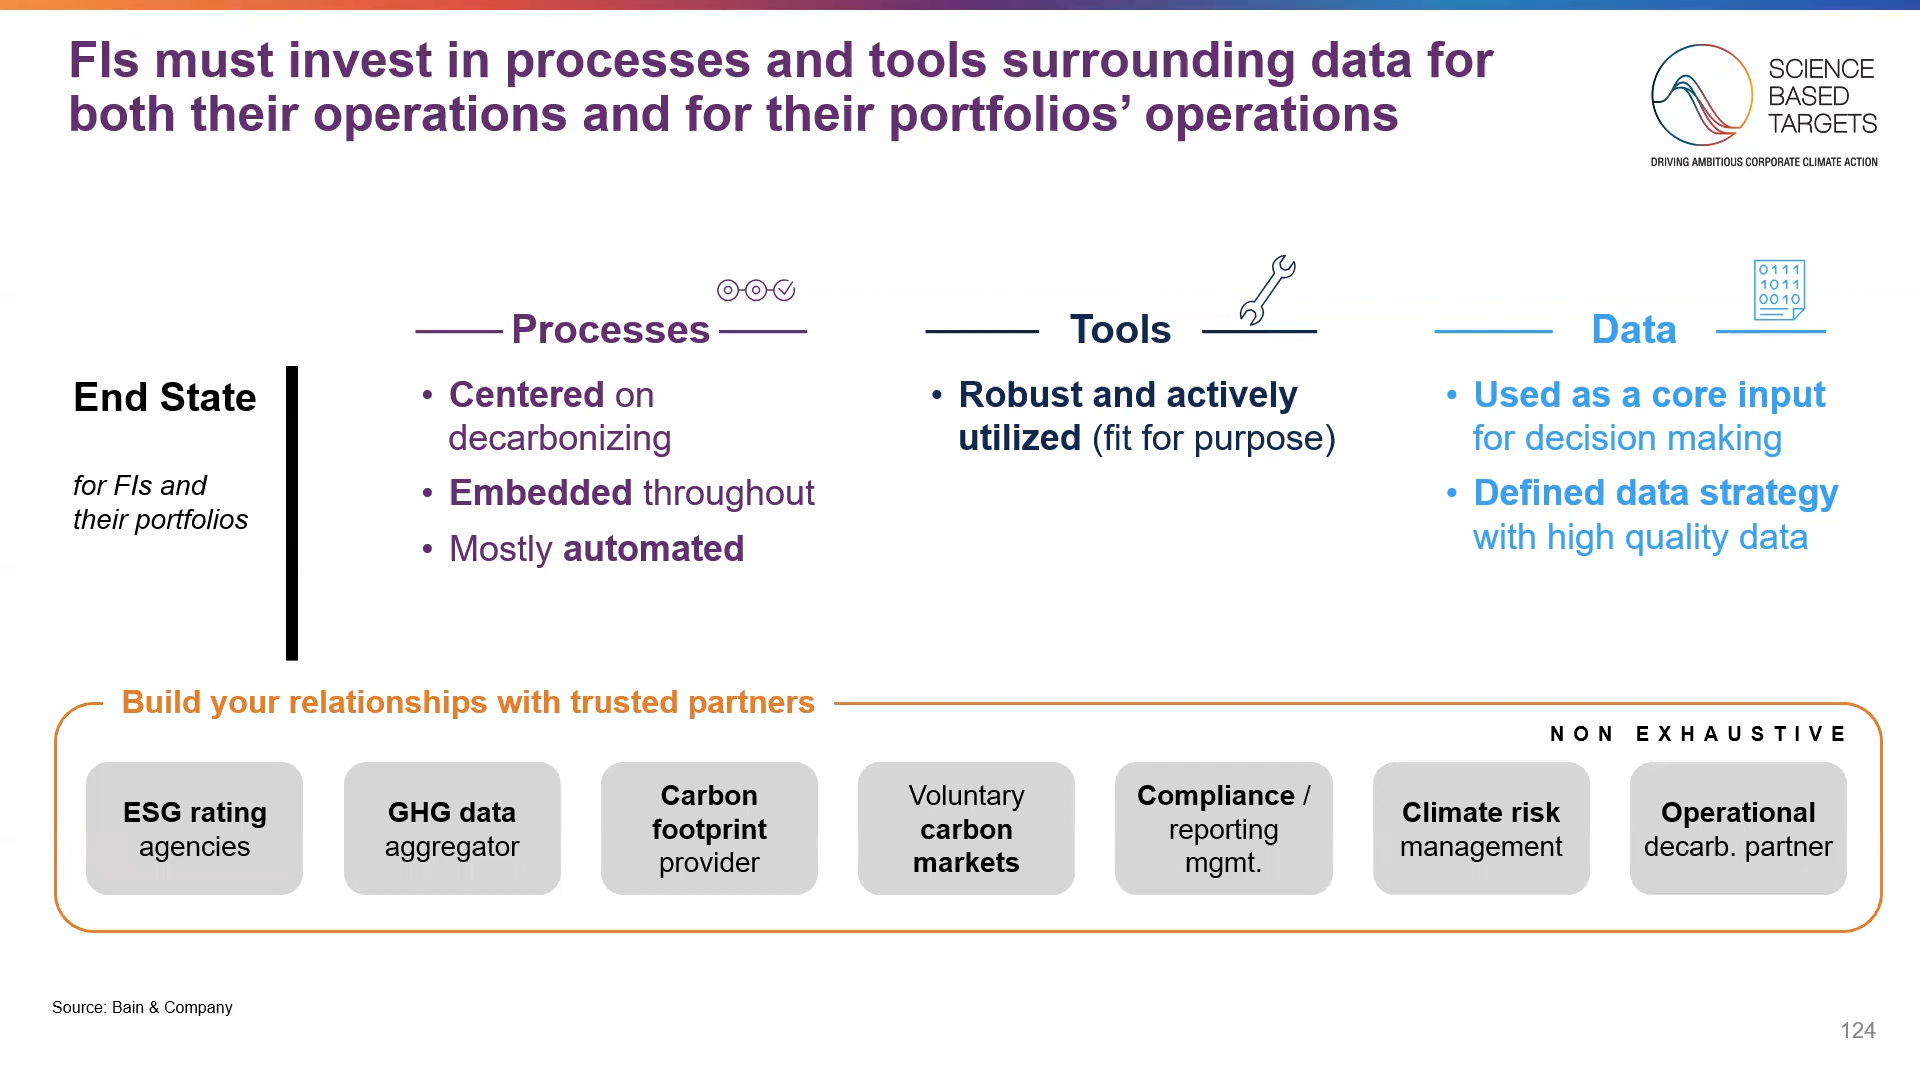 FIs must invest in processes and tools surrounding data for
both their operations and for their portfolios’ operations
SCIENCE
BASED
TARGETS
DRIVING AMBITIOUS CORPORATE CLIMATE ACTION
End State
for FIs and
their portfolios
Processes
• Centered on
decarbonizing
• Embedded throughout
• Mostly automated
Tools
• Robust and actively
utilized (fit for purpose)
0111
1011
0010
Data
• Used as a core input
for decision making
• Defined data strategy
with high quality data
Build your relationships with trusted partners
NON EXHAUSTIVE
ESG rating
agencies
GHG data
aggregator
Carbon
footprint
provider
Voluntary
carbon
markets
Compliance /
reporting
mgmt.
Climate risk
management
Operational
decarb. partner
Source: Bain & Company
124